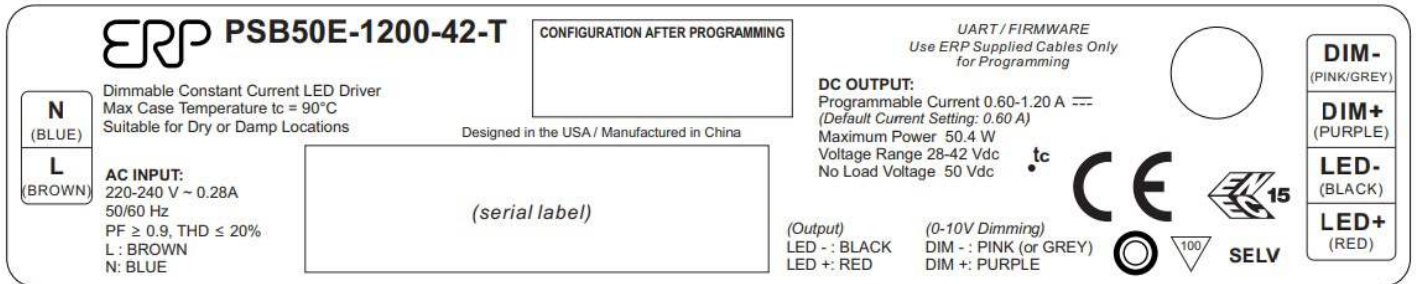 N
(BLUE)
L
(BROWN)
ERP PSB50E-1200-42-T
Dimmable Constant Current LED Driver
Max Case Temperature tc = 90°C
Suitable for Dry or Damp Locations
AC INPUT:
220-240 V ~ 0.28A
50/60 Hz
PF ≥ 0.9, THD ≤ 20%
L : BROWN
N: BLUE
CONFIGURATION AFTER PROGRAMMING
Designed in the USA / Manufactured in China
(serial label)
UART / FIRMWARE
Use ERP Supplied Cables Only
for Programming
DC OUTPUT:
Programmable Current 0.60-1.20 A ⎓
(Default Current Setting: 0.60 A)
Maximum Power 50.4 W
Voltage Range 28-42 Vdc
No Load Voltage 50 Vdc
tc
(Output)
LED - : BLACK
LED +: RED
(0-10V Dimming)
DIM - : PINK (or GREY)
DIM +: PURPLE
CE
ENEC 15
100
SELV
DIM-
(PINK/GREY)
DIM+
(PURPLE)
LED-
(BLACK)
LED+
(RED)